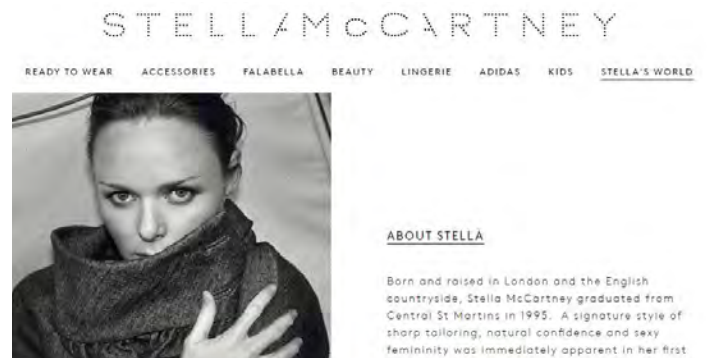 STELLAMcCARTNEY
READY TO WEAR ACCESSORIES FALABELLA BEAUTY LINGERIE ADIDAS KIDS STELLA'S WORLD
ABOUT STELLA
Born and raised in London and the English
countryside, Stella McCartney graduated from
Central St Martins in 1995. A signature style of
sharp tailoring, natural confidence and sexy
femininity was immediately apparent in her first